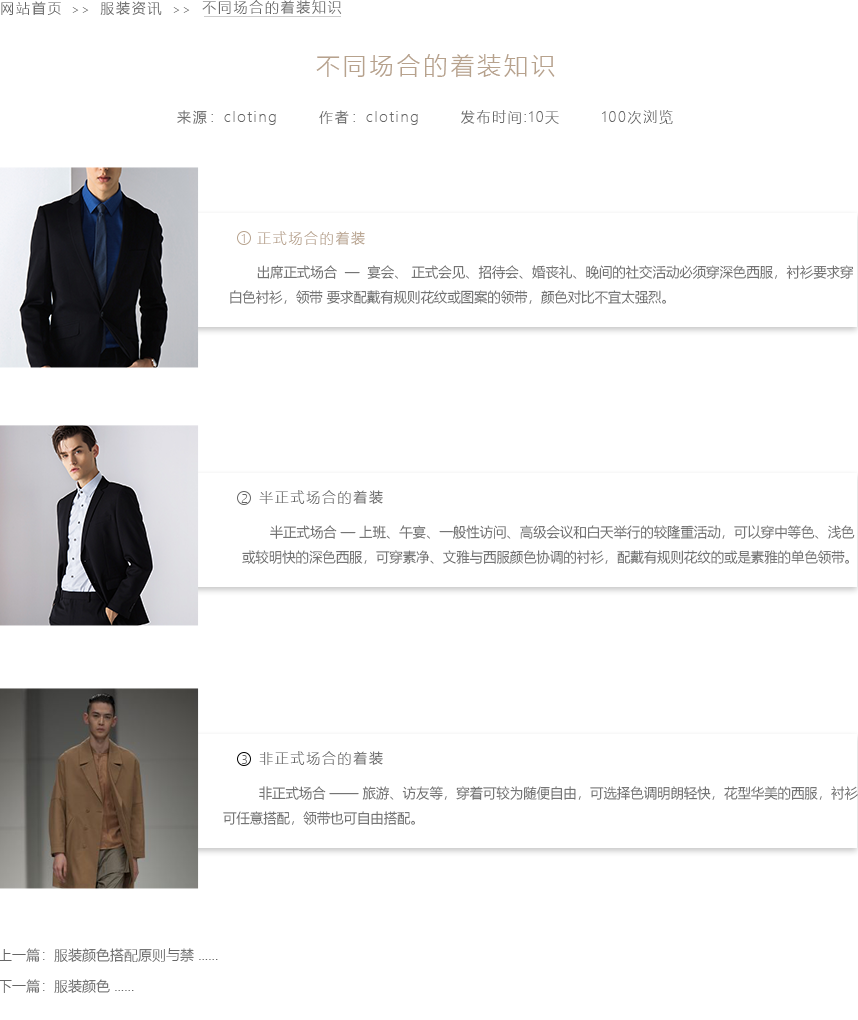 网站首页 >> 服装资讯 >> 不同场合的着装知识
不同场合的着装知识
来源：cloting 作者：cloting 发布时间:10天 100次浏览
① 正式场合的着装
出席正式场合 — 宴会、 正式会见、招待会、婚丧礼、晚间的社交活动必须穿深色西服，衬衫要求穿
白色衬衫，领带 要求配戴有规则花纹或图案的领带，颜色对比不宜太强烈。
② 半正式场合的着装
半正式场合 — 上班、午宴、一般性访问、高级会议和白天举行的较隆重活动，可以穿中等色、浅色
或较明快的深色西服，可穿素净、文雅与西服颜色协调的衬衫，配戴有规则花纹的或是素雅的单色领带。
③ 非正式场合的着装
非正式场合 —— 旅游、访友等，穿着可较为随便自由，可选择色调明朗轻快，花型华美的西服，衬衫
可任意搭配，领带也可自由搭配。
上一篇：服装颜色搭配原则与禁 ......
下一篇：服装颜色 ......